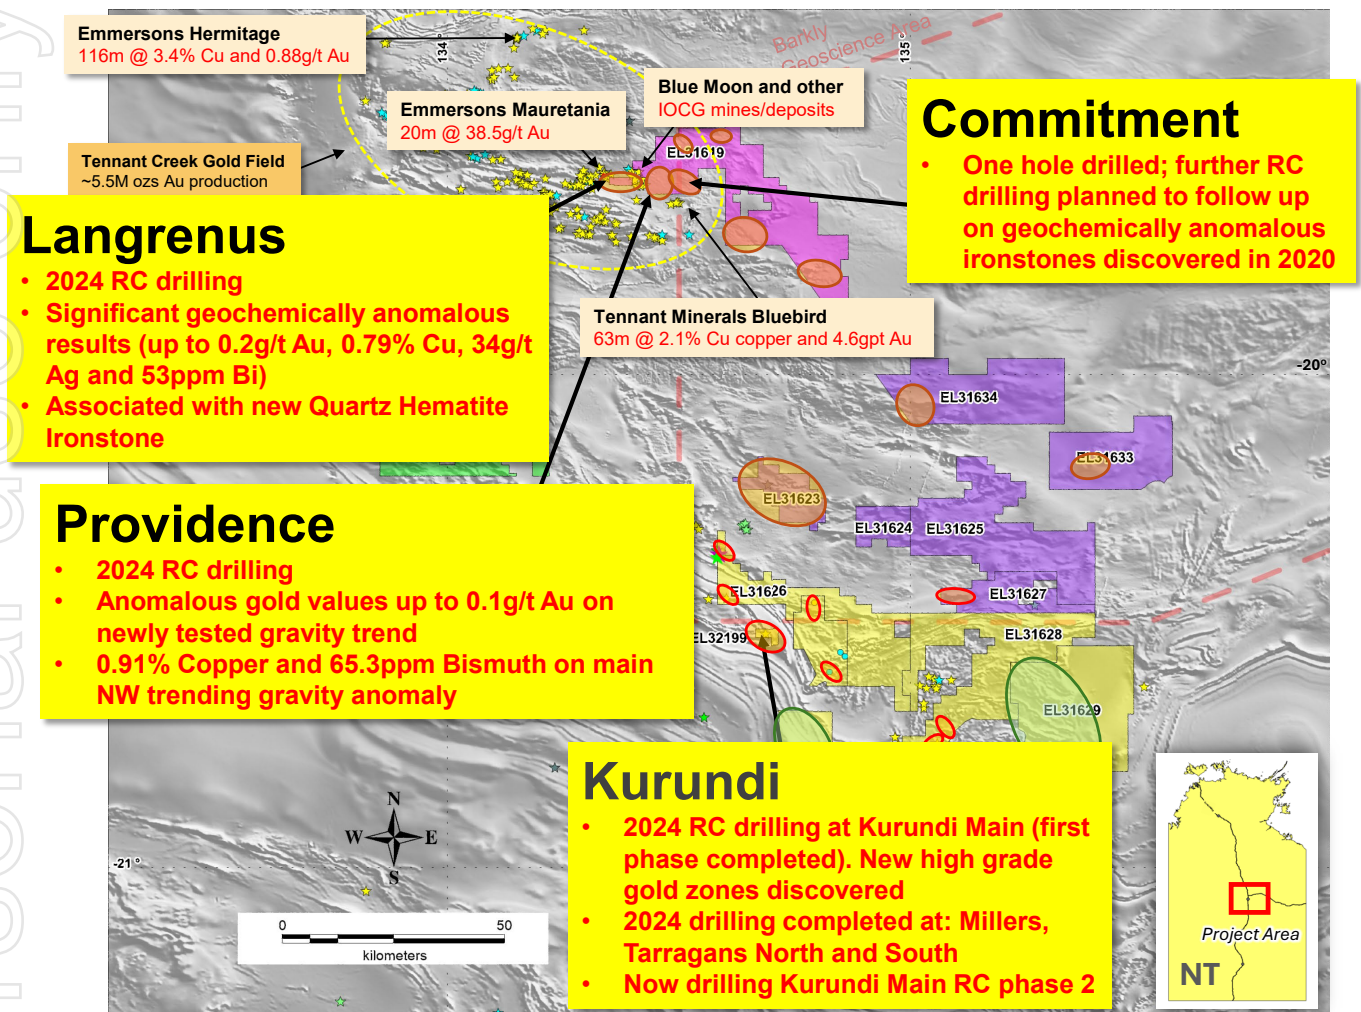 Emmersons Hermitage
116m @ 3.4% Cu and 0.88g/t Au
134 °
Barkly
Geoscience Area
135 °
Emmersons Mauretania
20m @ 38.5g/t Au
Blue Moon and other
IOCG mines/deposits
Tennant Creek Gold Field
~5.5M ozs Au production
EL31619
Commitment
• One hole drilled; further RC
drilling planned to follow up
on geochemically anomalous
ironstones discovered in 2020
Langrenus
• 2024 RC drilling
• Significant geochemically anomalous
results (up to 0.2g/t Au, 0.79% Cu, 34g/t
Ag and 53ppm Bi)
• Associated with new Quartz Hematite
Ironstone
Tennant Minerals Bluebird
63m @ 2.1% Cu copper and 4.6gpt Au
-20°
EL31634
EL31633
EL31623
EL31624
EL31625
EL31626
EL31627
EL31628
EL32199
EL31629
Providence
• 2024 RC drilling
• Anomalous gold values up to 0.1g/t Au on
newly tested gravity trend
• 0.91% Copper and 65.3ppm Bismuth on main
NW trending gravity anomaly
Kurundi
• 2024 RC drilling at Kurundi Main (first
phase completed). New high grade
gold zones discovered
• 2024 drilling completed at: Millers,
Tarragans North and South
• Now drilling Kurundi Main RC phase 2
-21 °
N
W E
S
0 50
kilometers
Project Area
NT